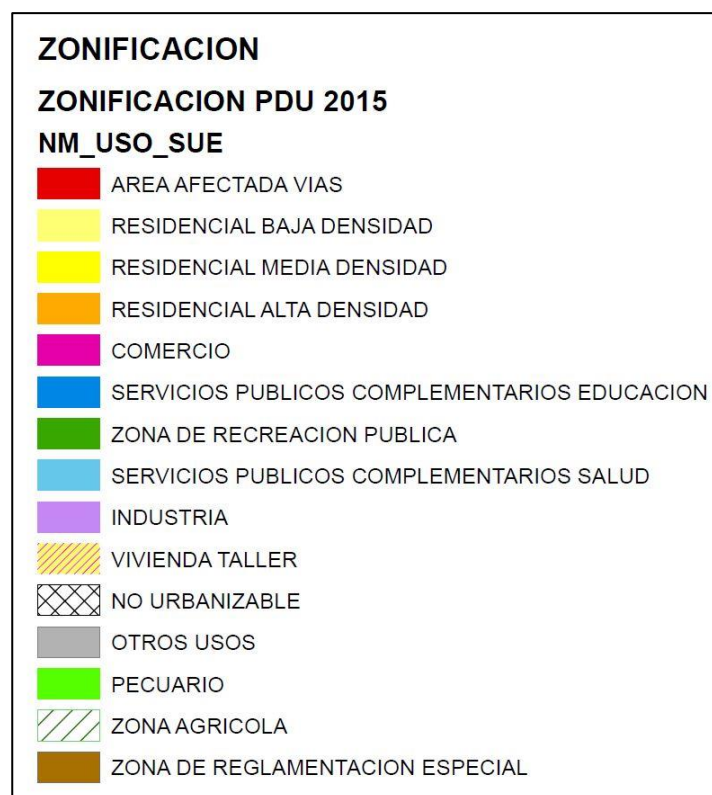 ZONIFICACION
ZONIFICACION PDU 2015
NM_USO_SUE
AREA AFECTADA VIAS
RESIDENCIAL BAJA DENSIDAD
RESIDENCIAL MEDIA DENSIDAD
RESIDENCIAL ALTA DENSIDAD
COMERCIO
SERVICIOS PUBLICOS COMPLEMENTARIOS EDUCACION
ZONA DE RECREACION PUBLICA
SERVICIOS PUBLICOS COMPLEMENTARIOS SALUD
INDUSTRIA
VIVIENDA TALLER
NO URBANIZABLE
OTROS USOS
PECUARIO
ZONA AGRICOLA
ZONA DE REGLAMENTACION ESPECIAL